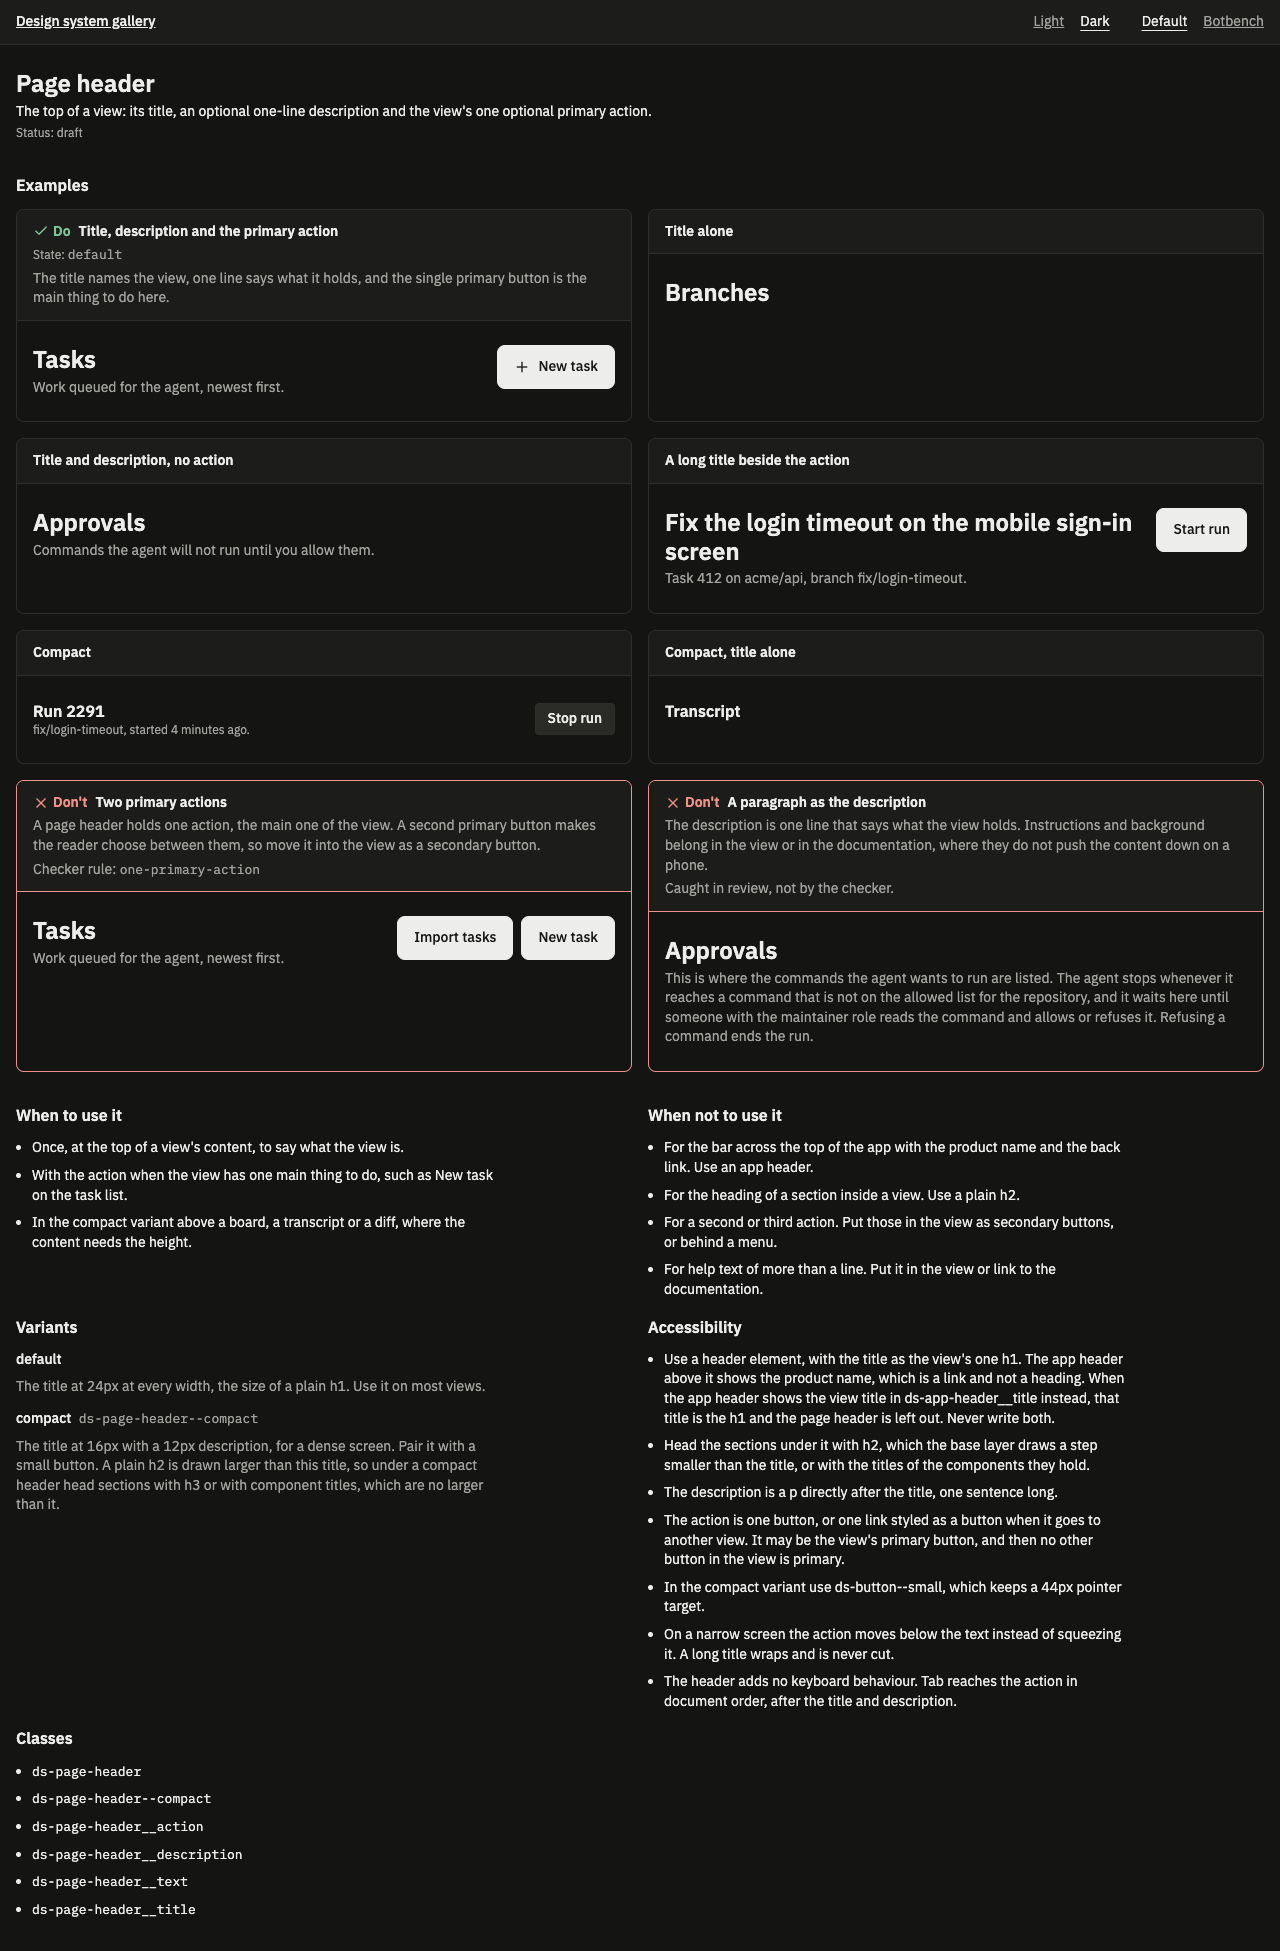 Design system gallery
Light Dark Default Botbench
Page header
The top of a view: its title, an optional one-line description and the view's one optional primary action.
Status: draft
Examples
Do Title, description and the primary action
State: default
The title names the view, one line says what it holds, and the single primary button is the
main thing to do here.
Tasks
Work queued for the agent, newest first.
New task
Title alone
Branches
Title and description, no action
Approvals
Commands the agent will not run until you allow them.
A long title beside the action
Fix the login timeout on the mobile sign-in
screen
Task 412 on acme/api, branch fix/login-timeout.
Start run
Compact
Run 2291
fix/login-timeout, started 4 minutes ago.
Stop run
Compact, title alone
Transcript
Don't Two primary actions
A page header holds one action, the main one of the view. A second primary button makes
the reader choose between them, so move it into the view as a secondary button.
Checker rule: one-primary-action
Tasks
Work queued for the agent, newest first.
Import tasks
New task
Don't A paragraph as the description
The description is one line that says what the view holds. Instructions and background
belong in the view or in the documentation, where they do not push the content down on a
phone.
Caught in review, not by the checker.
Approvals
This is where the commands the agent wants to run are listed. The agent stops whenever it
reaches a command that is not on the allowed list for the repository, and it waits here until
someone with the maintainer role reads the command and allows or refuses it. Refusing a
command ends the run.
When to use it
Once, at the top of a view's content, to say what the view is.
With the action when the view has one main thing to do, such as New task
on the task list.
In the compact variant above a board, a transcript or a diff, where the
content needs the height.
When not to use it
For the bar across the top of the app with the product name and the back
link. Use an app header.
For the heading of a section inside a view. Use a plain h2.
For a second or third action. Put those in the view as secondary buttons,
or behind a menu.
For help text of more than a line. Put it in the view or link to the
documentation.
Variants
default
The title at 24px at every width, the size of a plain h1. Use it on most views.
compact ds-page-header--compact
The title at 16px with a 12px description, for a dense screen. Pair it with a
small button. A plain h2 is drawn larger than this title, so under a compact
header head sections with h3 or with component titles, which are no larger
than it.
Accessibility
Use a header element, with the title as the view's one h1. The app header
above it shows the product name, which is a link and not a heading. When
the app header shows the view title in ds-app-header__title instead, that
title is the h1 and the page header is left out. Never write both.
Head the sections under it with h2, which the base layer draws a step
smaller than the title, or with the titles of the components they hold.
The description is a p directly after the title, one sentence long.
The action is one button, or one link styled as a button when it goes to
another view. It may be the view's primary button, and then no other
button in the view is primary.
In the compact variant use ds-button--small, which keeps a 44px pointer
target.
On a narrow screen the action moves below the text instead of squeezing
it. A long title wraps and is never cut.
The header adds no keyboard behaviour. Tab reaches the action in
document order, after the title and description.
Classes
ds-page-header
ds-page-header--compact
ds-page-header__action
ds-page-header__description
ds-page-header__text
ds-page-header__title